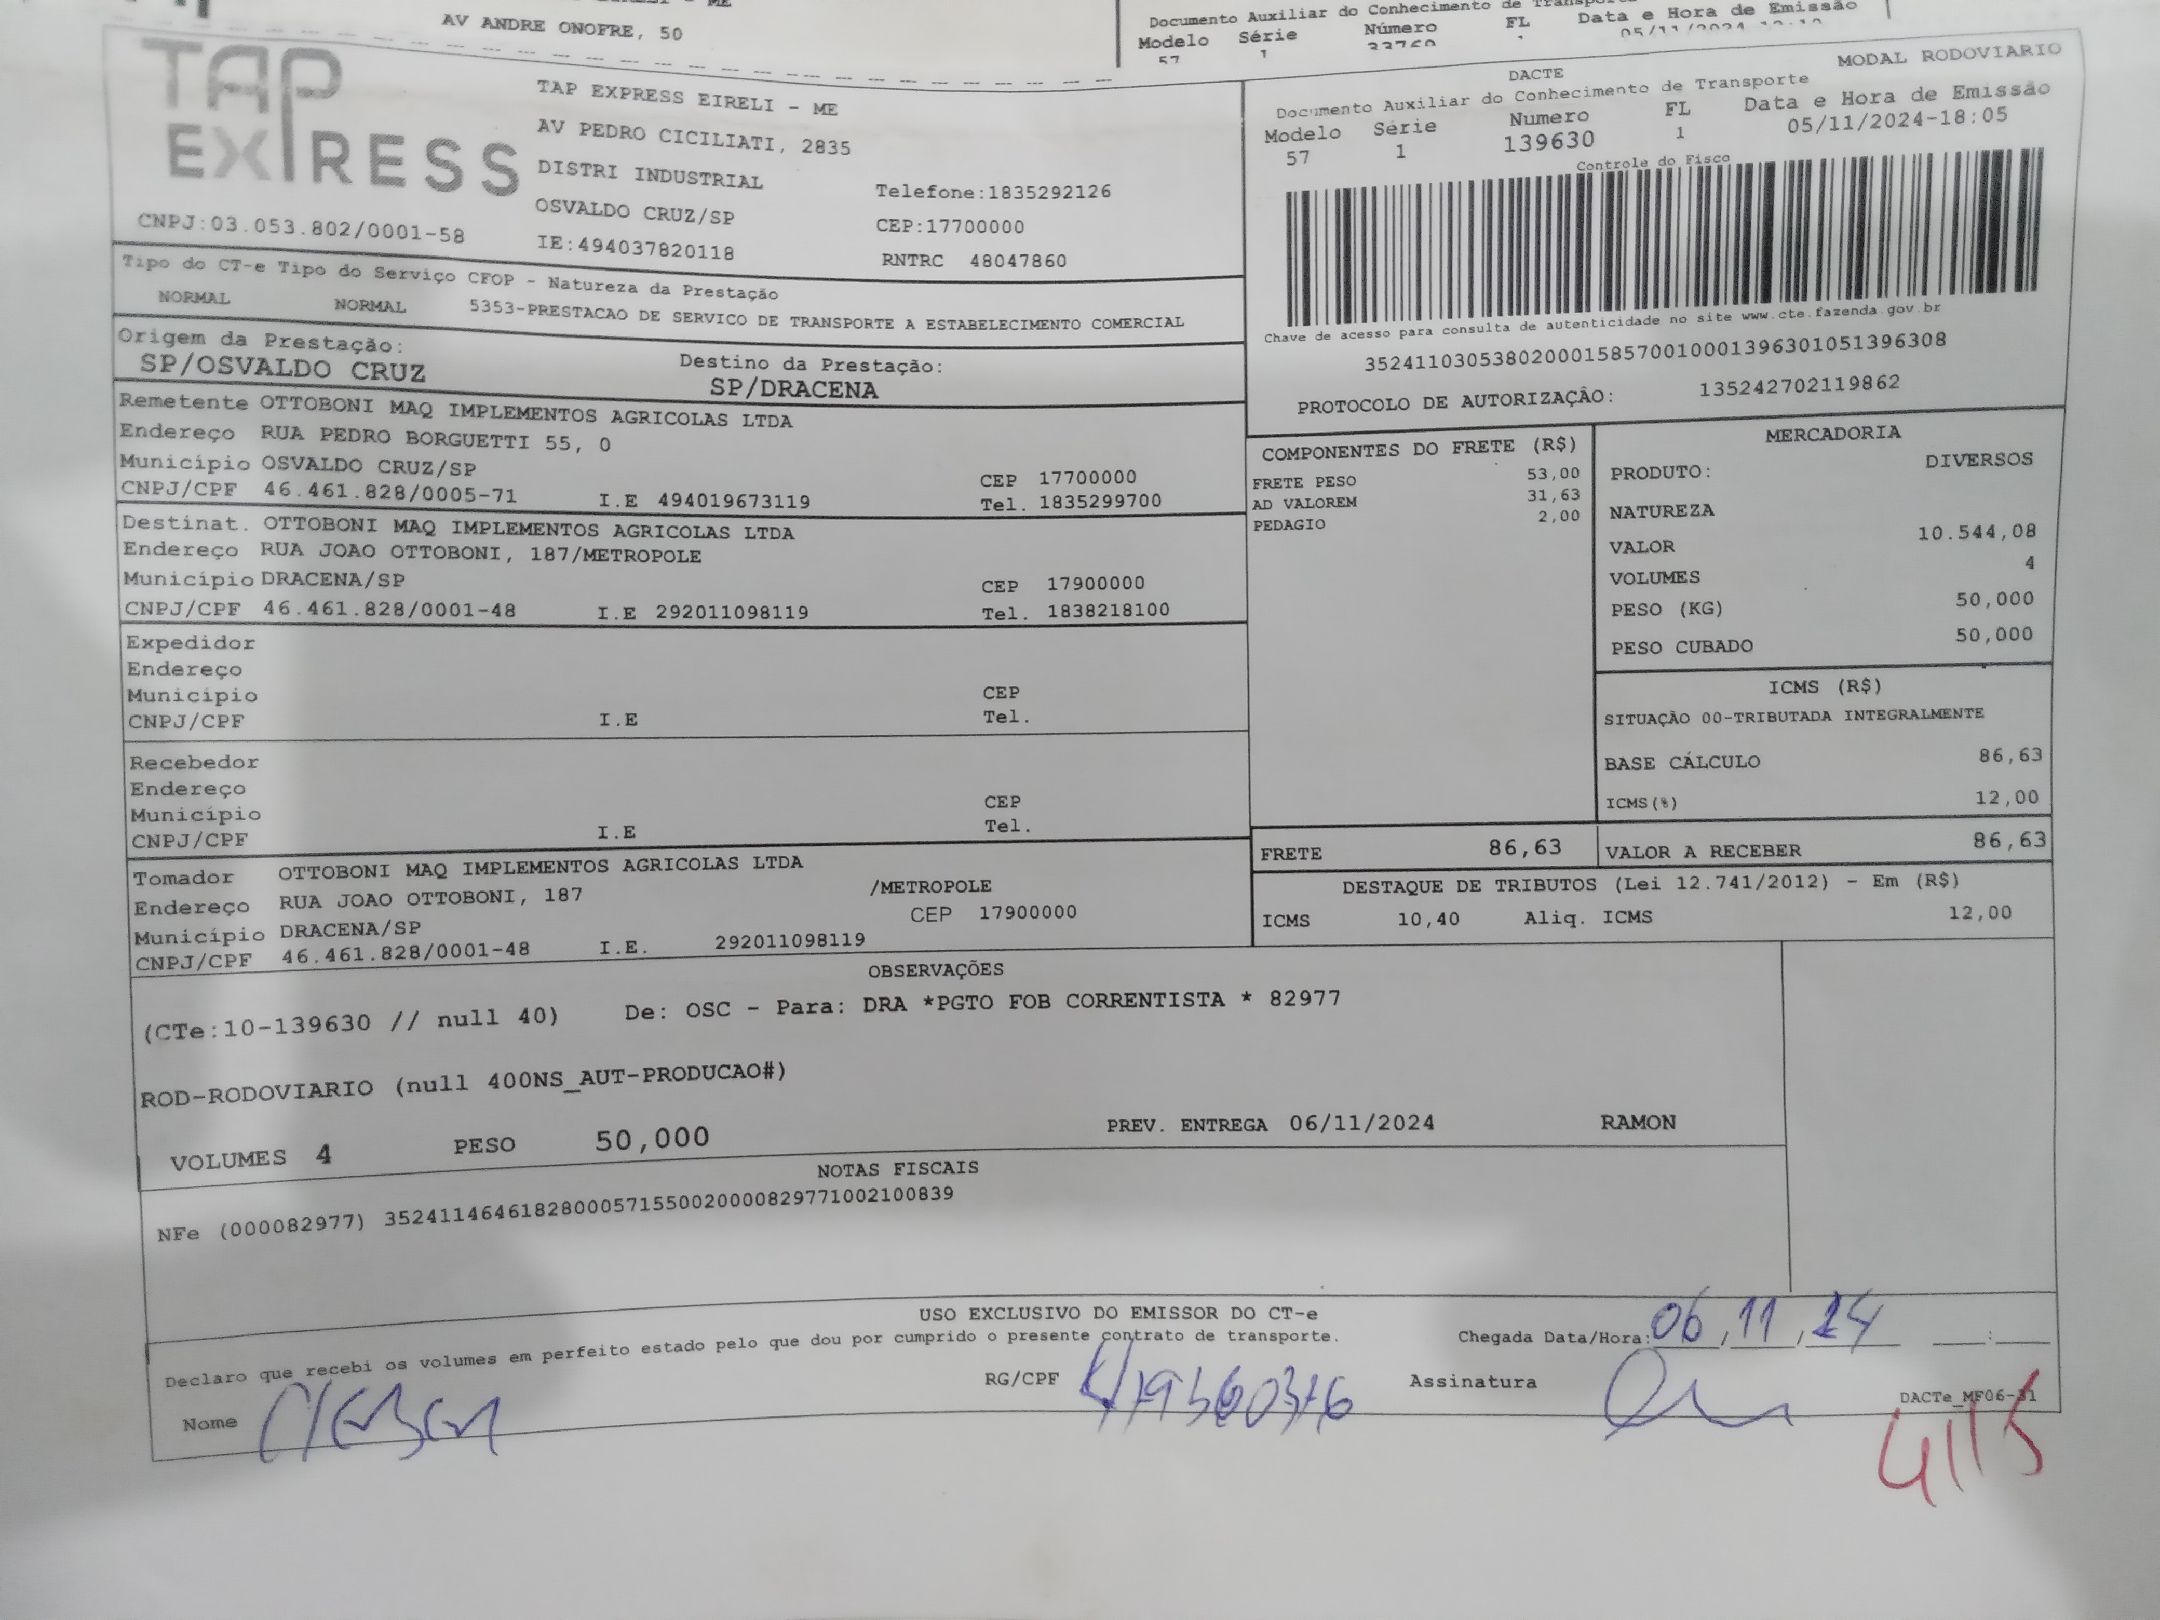 AV ANDRE ONOFRE, 50
Documento Auxiliar do Conhecimento de Transporte
Modelo Série Número FL Data e Hora de Emissão
57 1
TAP EXPRESS
CNPJ:03.053.802/0001-58
TAP EXPRESS EIRELI - ME
AV PEDRO CICILIATI, 2835
DISTRI INDUSTRIAL
OSVALDO CRUZ/SP
IE:494037820118
Telefone:1835292126
CEP:17700000
RNTRC 48047860
MODAL RODOVIARIO
DACTE
Documento Auxiliar do Conhecimento de Transporte
Modelo Série Número FL Data e Hora de Emissão
57 1 139630 1 05/11/2024-18:05
Controle do Fisco
Chave de acesso para consulta de autenticidade no site www.cte.fazenda.gov.br
35241103053802000158570010001396301051396308
PROTOCOLO DE AUTORIZAÇÃO: 135242702119862
Tipo do CT-e Tipo do Serviço CFOP - Natureza da Prestação
NORMAL NORMAL 5353-PRESTACAO DE SERVICO DE TRANSPORTE A ESTABELECIMENTO COMERCIAL
Origem da Prestação: Destino da Prestação:
SP/OSVALDO CRUZ SP/DRACENA
Remetente OTTOBONI MAQ IMPLEMENTOS AGRICOLAS LTDA
Endereço RUA PEDRO BORGUETTI 55, 0
Município OSVALDO CRUZ/SP CEP 17700000
CNPJ/CPF 46.461.828/0005-71 I.E 494019673119 Tel. 1835299700
Destinat. OTTOBONI MAQ IMPLEMENTOS AGRICOLAS LTDA
Endereço RUA JOAO OTTOBONI, 187/METROPOLE
Município DRACENA/SP CEP 17900000
CNPJ/CPF 46.461.828/0001-48 I.E 292011098119 Tel. 1838218100
Expedidor
Endereço
Município CEP
CNPJ/CPF I.E Tel.
Recebedor
Endereço
Município CEP
CNPJ/CPF I.E Tel.
Tomador OTTOBONI MAQ IMPLEMENTOS AGRICOLAS LTDA
Endereço RUA JOAO OTTOBONI, 187 /METROPOLE
Município DRACENA/SP CEP 17900000
CNPJ/CPF 46.461.828/0001-48 I.E. 292011098119
COMPONENTES DO FRETE (R$)
FRETE PESO 53,00
AD VALOREM 31,63
PEDAGIO 2,00
MERCADORIA
PRODUTO: DIVERSOS
NATUREZA
VALOR 10.544,08
VOLUMES 4
PESO (KG) 50,000
PESO CUBADO 50,000
ICMS (R$)
SITUAÇÃO 00-TRIBUTADA INTEGRALMENTE
BASE CÁLCULO 86,63
ICMS(%) 12,00
FRETE 86,63 VALOR A RECEBER 86,63
DESTAQUE DE TRIBUTOS (Lei 12.741/2012) - Em (R$)
ICMS 10,40 Aliq. ICMS 12,00
OBSERVAÇÕES
(CTe:10-139630 // null 40) De: OSC - Para: DRA *PGTO FOB CORRENTISTA * 82977
ROD-RODOVIARIO (null 400NS_AUT-PRODUCAO#)
VOLUMES 4 PESO 50,000 PREV. ENTREGA 06/11/2024 RAMON
NOTAS FISCAIS
NFe (000082977) 35241146461828000571550020000829771002100839
USO EXCLUSIVO DO EMISSOR DO CT-e
Declaro que recebi os volumes em perfeito estado pelo que dou por cumprido o presente contrato de transporte.
Chegada Data/Hora: 06, 11, 24 :
Nome RG/CPF Assinatura
DACTe_MF06-31